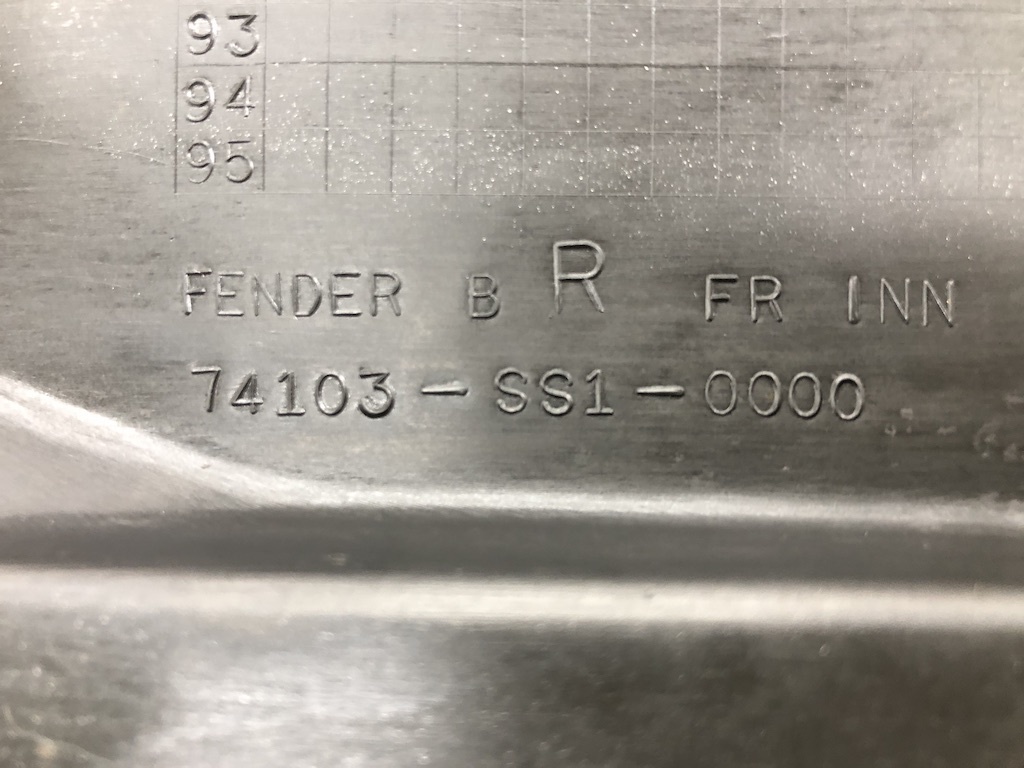 93
94
95
FENDER B R FR INN
74103-SS1-0000